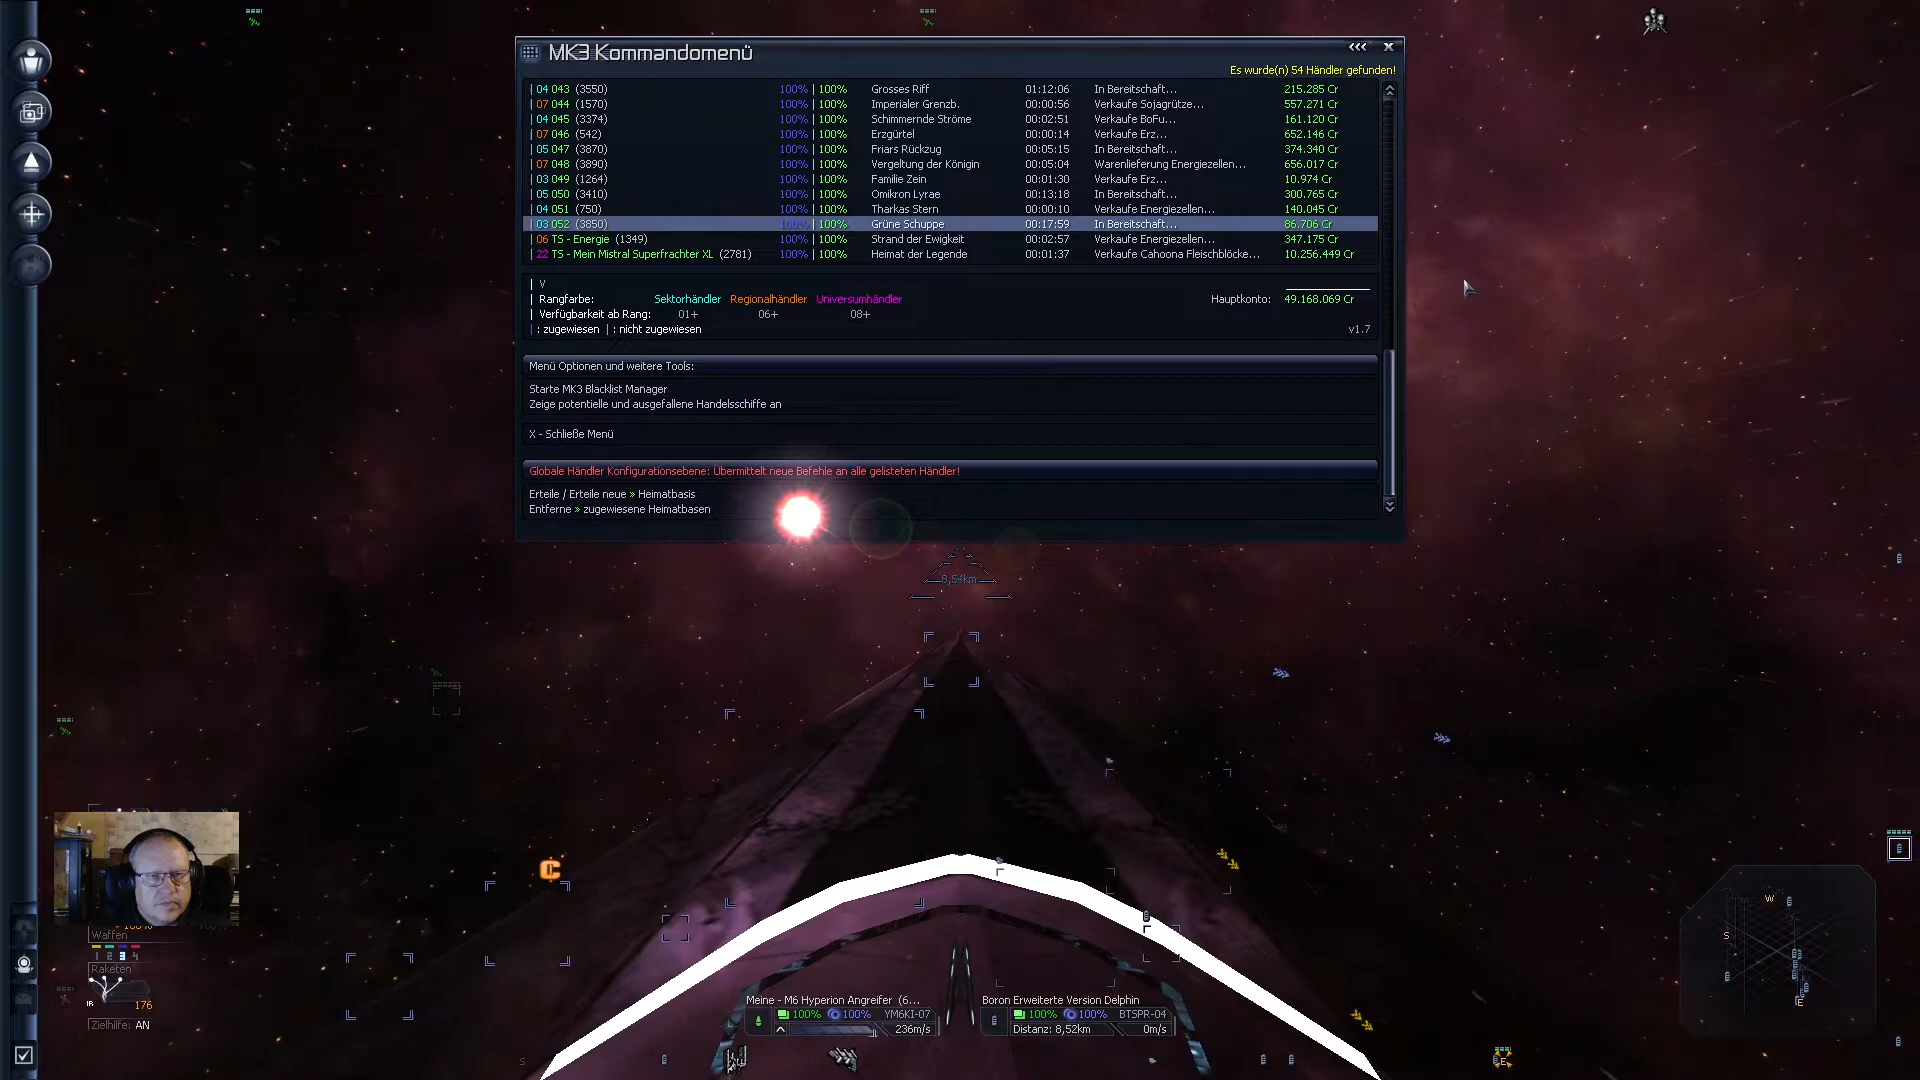 MK3 Kommandomenü
Es wurde(n) 54 Händler gefunden!
| 04 043 (3550) 100% | 100% Grosses Riff 01:12:06 In Bereitschaft... 215.285 Cr
| 07 044 (1570) 100% | 100% Imperialer Grenzb. 00:00:56 Verkaufe Sojagrütze... 557.271 Cr
| 04 045 (3374) 100% | 100% Schimmernde Ströme 00:02:51 Verkaufe BoFu... 161.120 Cr
| 07 046 (542) 100% | 100% Erzgürtel 00:00:14 Verkaufe Erz... 652.146 Cr
| 05 047 (3870) 100% | 100% Friars Rückzug 00:05:15 In Bereitschaft... 374.340 Cr
| 07 048 (3890) 100% | 100% Vergeltung der Königin 00:05:04 Warenlieferung Energiezellen... 656.017 Cr
| 03 049 (1264) 100% | 100% Familie Zein 00:01:30 Verkaufe Erz... 10.974 Cr
| 05 050 (3410) 100% | 100% Omikron Lyrae 00:13:18 In Bereitschaft... 300.765 Cr
| 04 051 (750) 100% | 100% Tharkas Stern 00:00:10 Verkaufe Energiezellen... 140.045 Cr
| 03 052 (3850) 100% | 100% Grüne Schuppe 00:17:59 In Bereitschaft... 86.706 Cr
| 06 TS - Energie (1349) 100% | 100% Strand der Ewigkeit 00:02:57 Verkaufe Energiezellen... 347.175 Cr
| 22 TS - Mein Mistral Superfrachter XL (2781) 100% | 100% Heimat der Legende 00:01:37 Verkaufe Cahoona Fleischblöcke... 10.256.449 Cr
| V
| Rangfarbe: Sektorhändler Regionalhändler Universumhändler Hauptkonto: 49.168.069 Cr
| Verfügbarkeit ab Rang: 01+ 06+ 08+
| : zugewiesen | : nicht zugewiesen v1.7
Menü Optionen und weitere Tools:
Starte MK3 Blacklist Manager
Zeige potentielle und ausgefallene Handelsschiffe an
X - Schließe Menü
Globale Händler Konfigurationsebene: Übermittelt neue Befehle an alle gelisteten Händler!
Erteile / Erteile neue » Heimatbasis
Entferne » zugewiesene Heimatbasen
8,54km
Waffen
1 2 3 4
Raketen
IR 176
Zielhilfe: AN
Meine - M6 Hyperion Angreifer (6...
100% 100% YM6KI-07
236m/s
Boron Erweiterte Version Delphin
100% 100% BTSPR-04
Distanz: 8,52km 0m/s
W
S
E
S
E